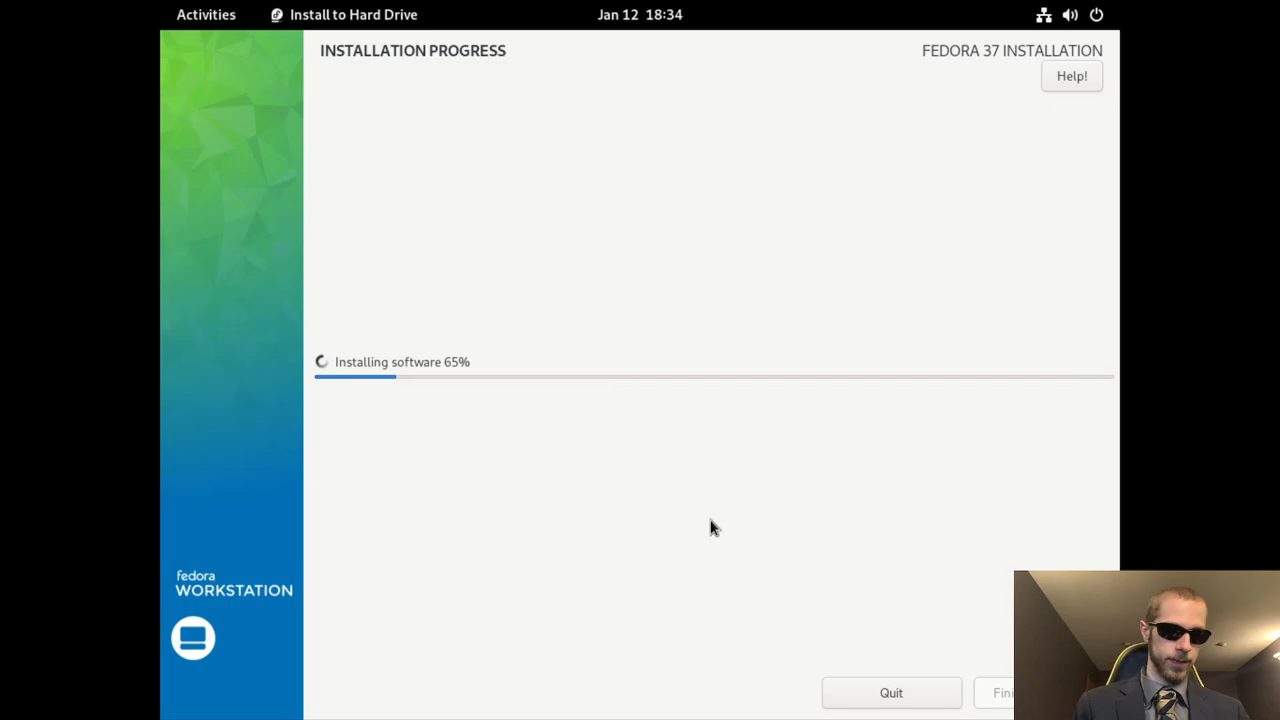 Activities
Install to Hard Drive
Jan 12 18:34
INSTALLATION PROGRESS
FEDORA 37 INSTALLATION
Help!
Installing software 65%
fedora
WORKSTATION
Quit
Fini